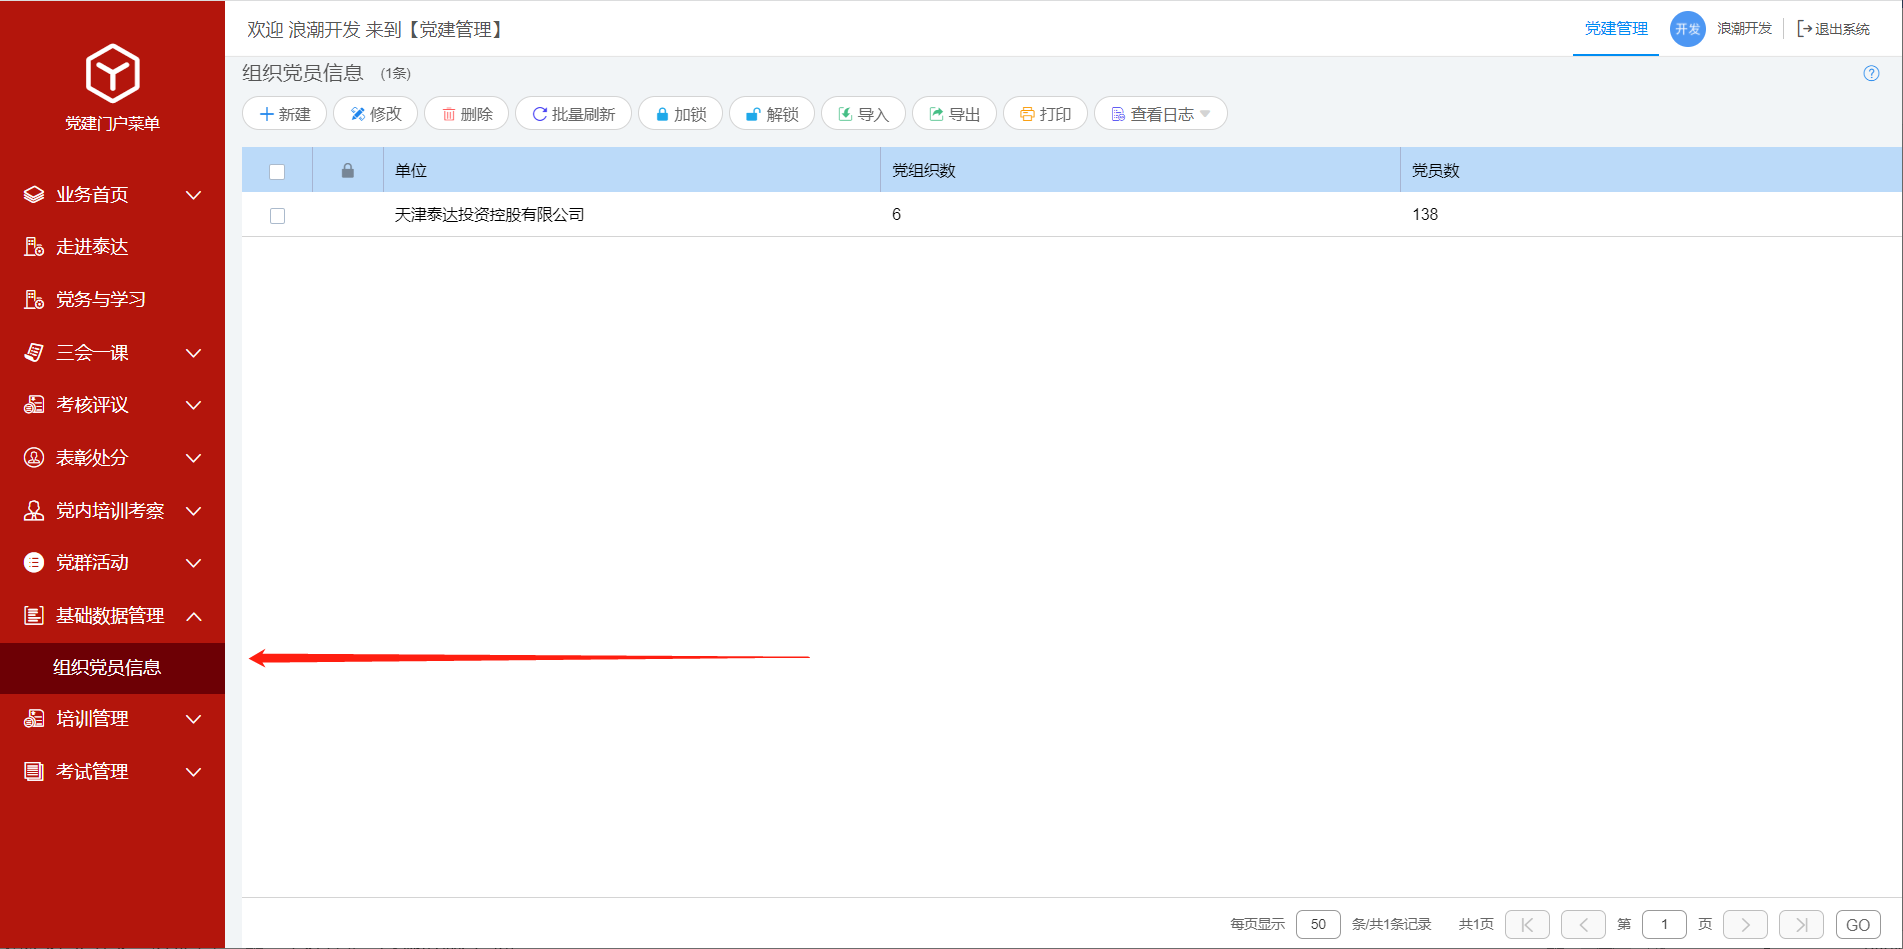 欢迎 浪潮开发 来到【党建管理】
党建管理
开发
浪潮开发
退出系统
党建门户菜单
业务首页
走进泰达
党务与学习
三会一课
考核评议
表彰处分
党内培训考察
党群活动
基础数据管理
组织党员信息
培训管理
考试管理
组织党员信息 (1条)
新建 修改 删除 批量刷新 加锁 解锁 导入 导出 打印 查看日志
单位 党组织数 党员数
天津泰达投资控股有限公司 6 138
每页显示 50 条/共1条记录 共1页 第 1 页 GO